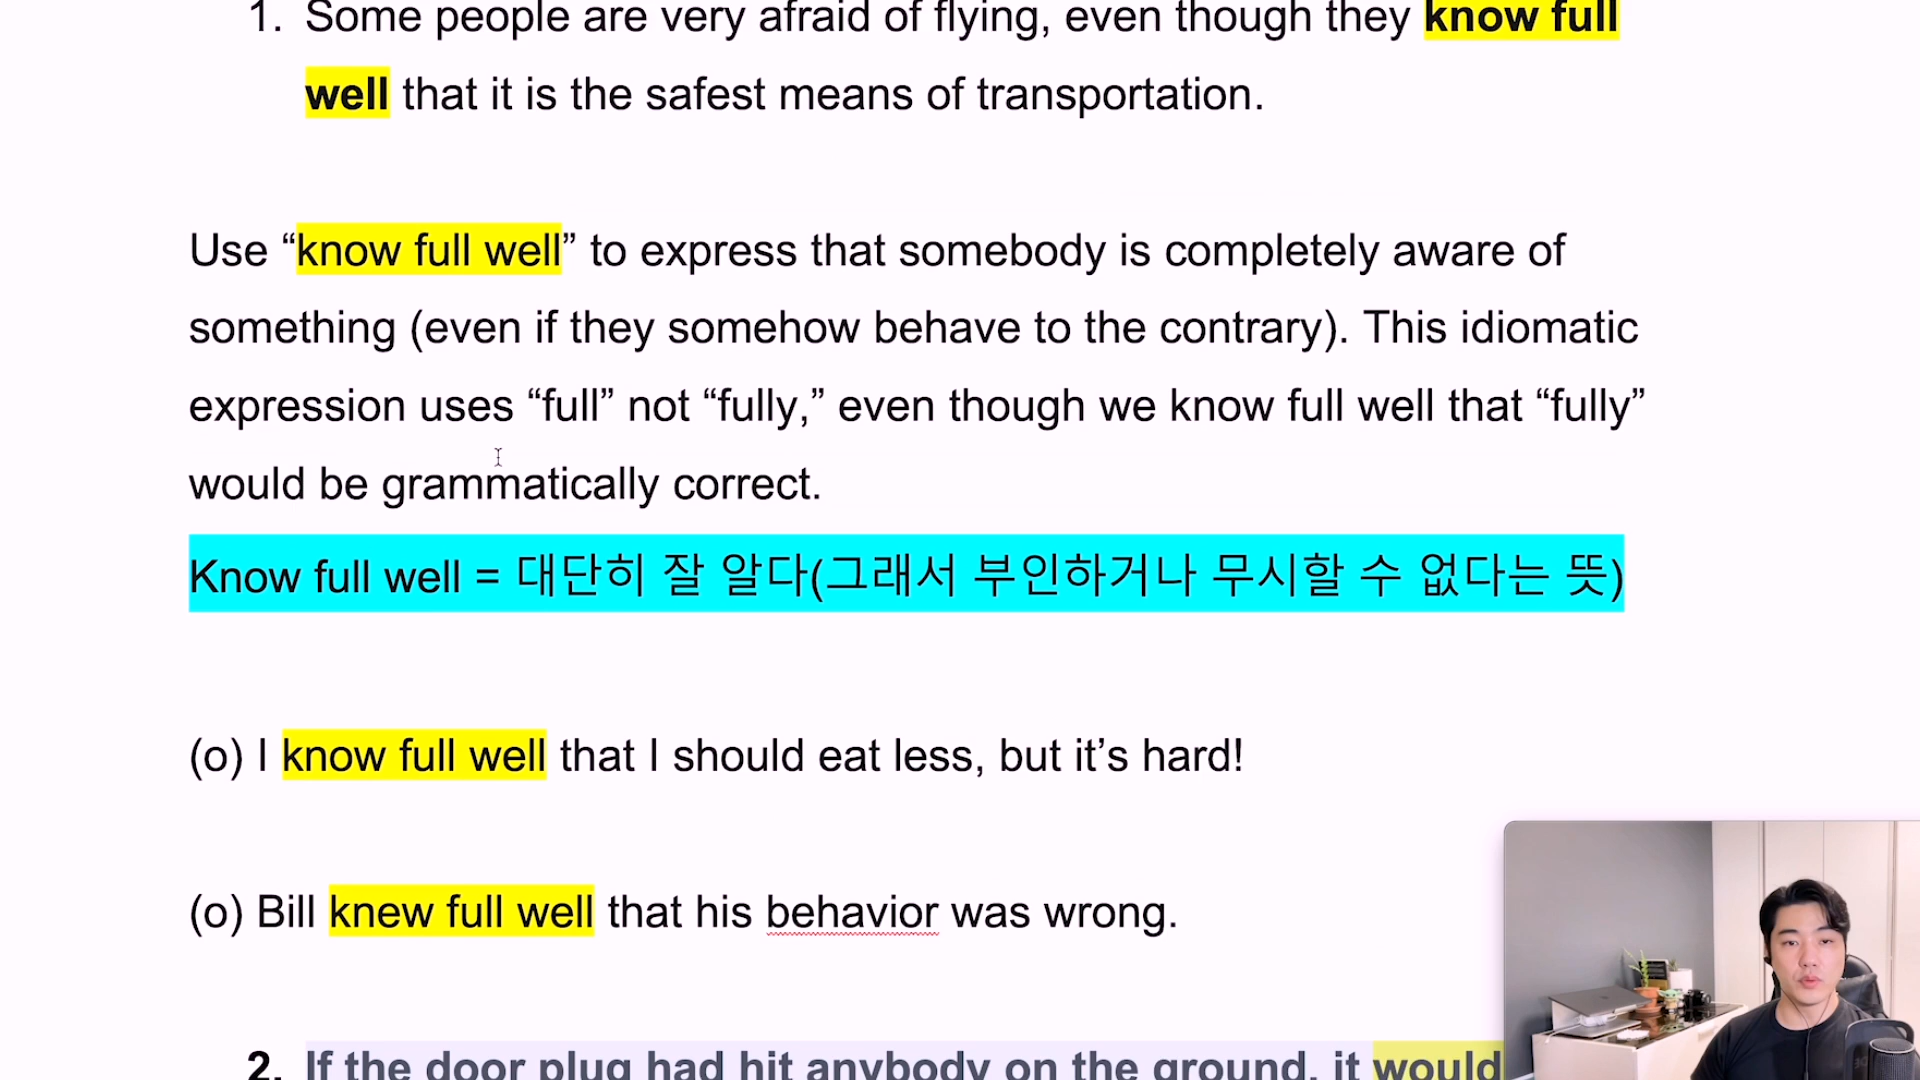 1. Some people are very afraid of flying, even though they know full
well that it is the safest means of transportation.
Use “know full well” to express that somebody is completely aware of
something (even if they somehow behave to the contrary). This idiomatic
expression uses “full” not “fully,” even though we know full well that “fully”
would be grammatically correct.
Know full well = 대단히 잘 알다(그래서 부인하거나 무시할 수 없다는 뜻)
(o) I know full well that I should eat less, but it’s hard!
(o) Bill knew full well that his behavior was wrong.
2. If the door plug had hit anybody on the ground, it would